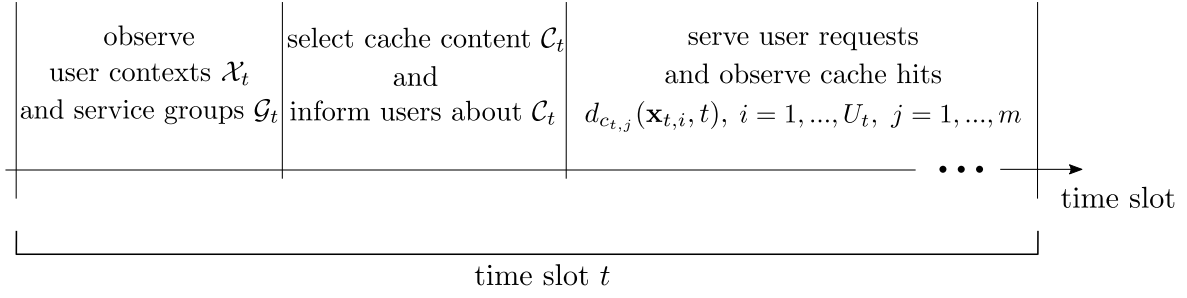 observe
user contexts 𝒳_t
and service groups 𝒢_t
select cache content 𝒞_t
and
inform users about 𝒞_t
serve user requests
and observe cache hits
d_{c_{t,j}}(𝐱_{t,i}, t), i = 1, ..., U_t, j = 1, ..., m
time slot
time slot t